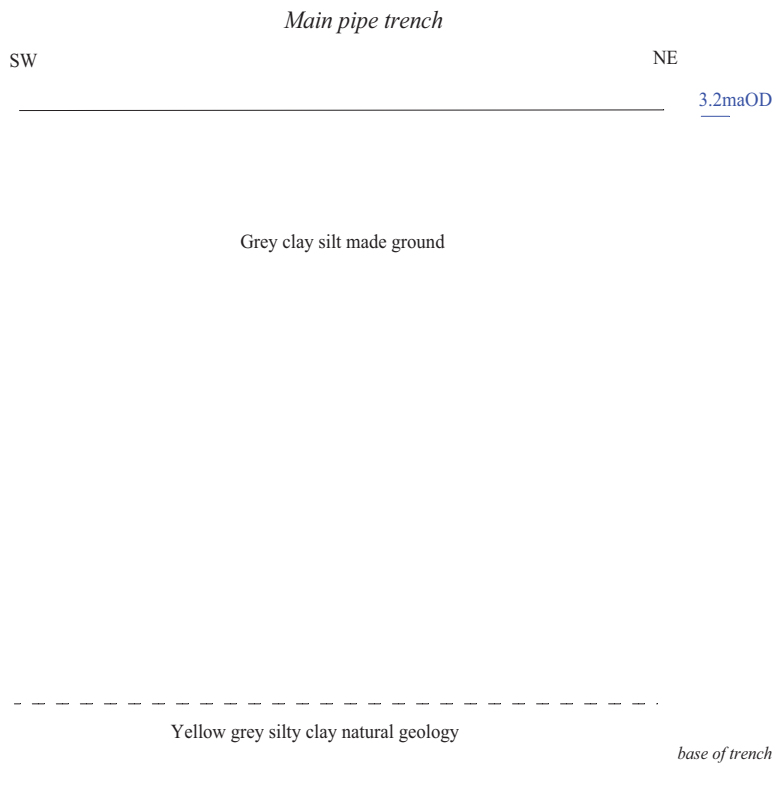 Main pipe trench
SW
NE
3.2maOD
Grey clay silt made ground
Yellow grey silty clay natural geology
base of trench